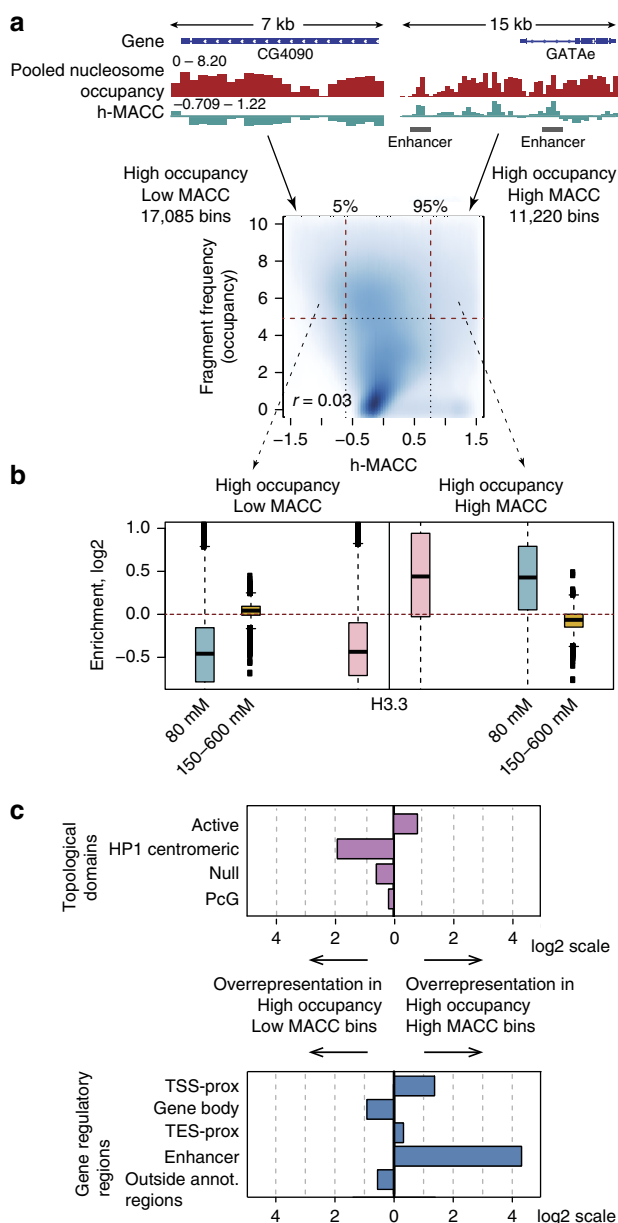 a
7 kb
15 kb
Gene
CG4090
GATAe
0 – 8.20
Pooled nucleosome
occupancy
–0.709 – 1.22
h-MACC
Enhancer
Enhancer
High occupancy
Low MACC
17,085 bins
High occupancy
High MACC
11,220 bins
5%
95%
10
8
6
4
2
0
Fragment frequency
(occupancy)
r = 0.03
–1.5
–0.5
0.5
1.5
h-MACC
b
High occupancy
Low MACC
High occupancy
High MACC
Enrichment, log2
1.0
0.5
0.0
–0.5
80 mM
150–600 mM
H3.3
80 mM
150–600 mM
c
Topological
domains
Active
HP1 centromeric
Null
PcG
4
2
0
2
4
log2 scale
Overrepresentation in
High occupancy
Low MACC bins
Overrepresentation in
High occupancy
High MACC bins
Gene regulatory
regions
TSS-prox
Gene body
TES-prox
Enhancer
Outside annot.
regions
4
2
0
2
4
log2 scale